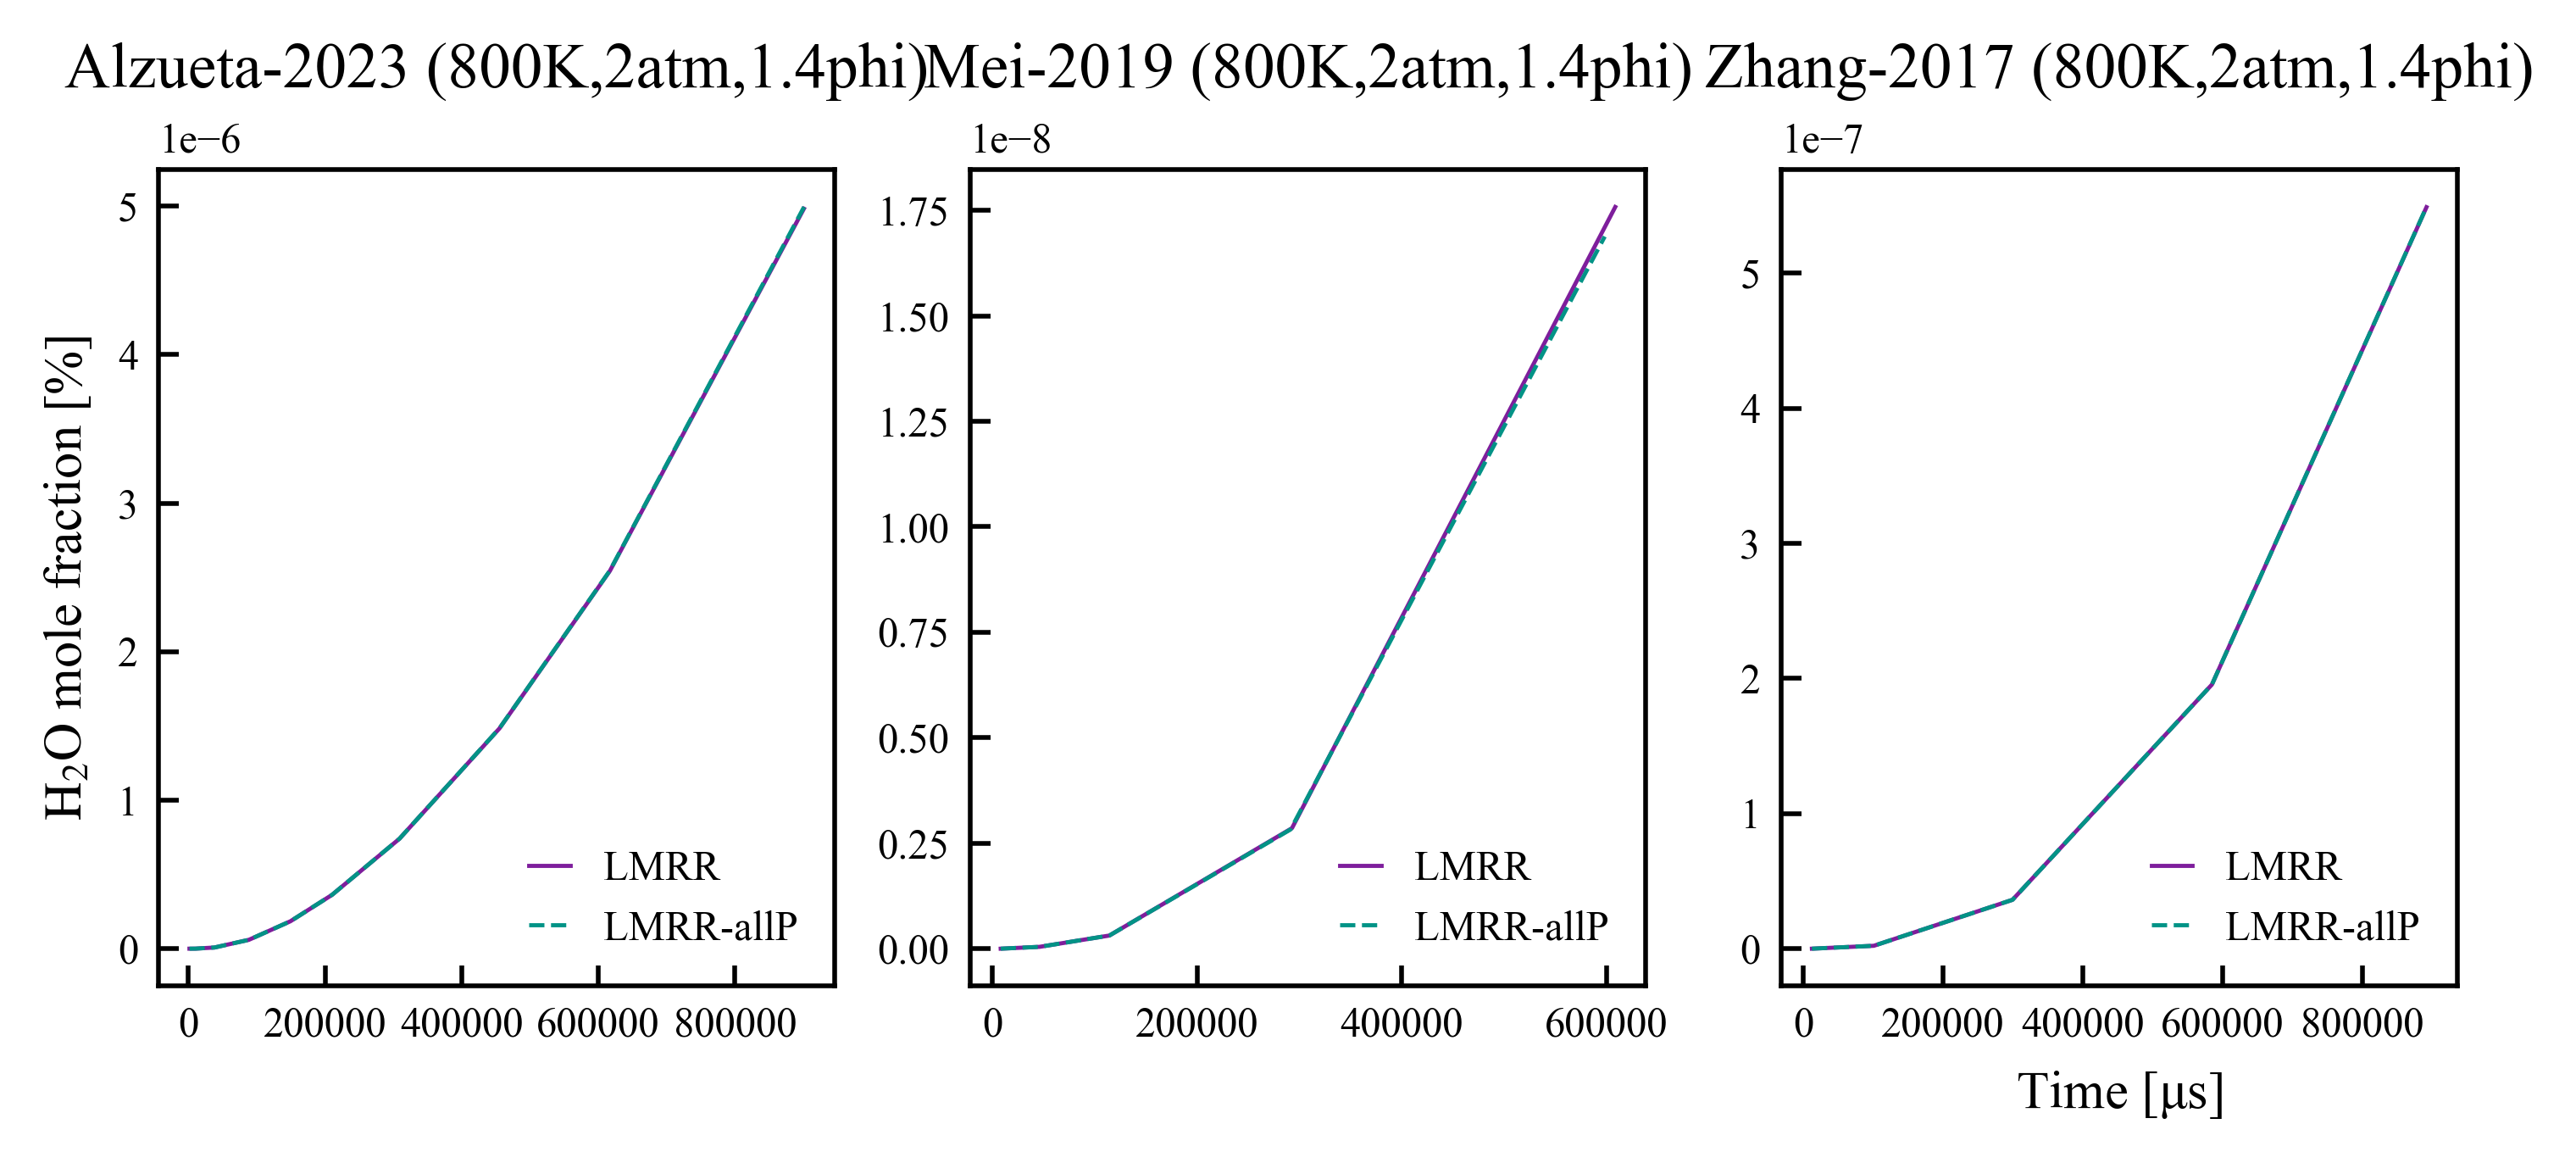 Alzueta-2023 (800K,2atm,1.4phi)
Mei-2019 (800K,2atm,1.4phi)
Zhang-2017 (800K,2atm,1.4phi)
1e−6
5
4
3
2
1
0
H₂O mole fraction [%]
0 200000 400000 600000 800000
LMRR
LMRR-allP
1e−8
1.75
1.50
1.25
1.00
0.75
0.50
0.25
0.00
0 200000 400000 600000
LMRR
LMRR-allP
1e−7
5
4
3
2
1
0
0 200000 400000 600000 800000
LMRR
LMRR-allP
Time [μs]